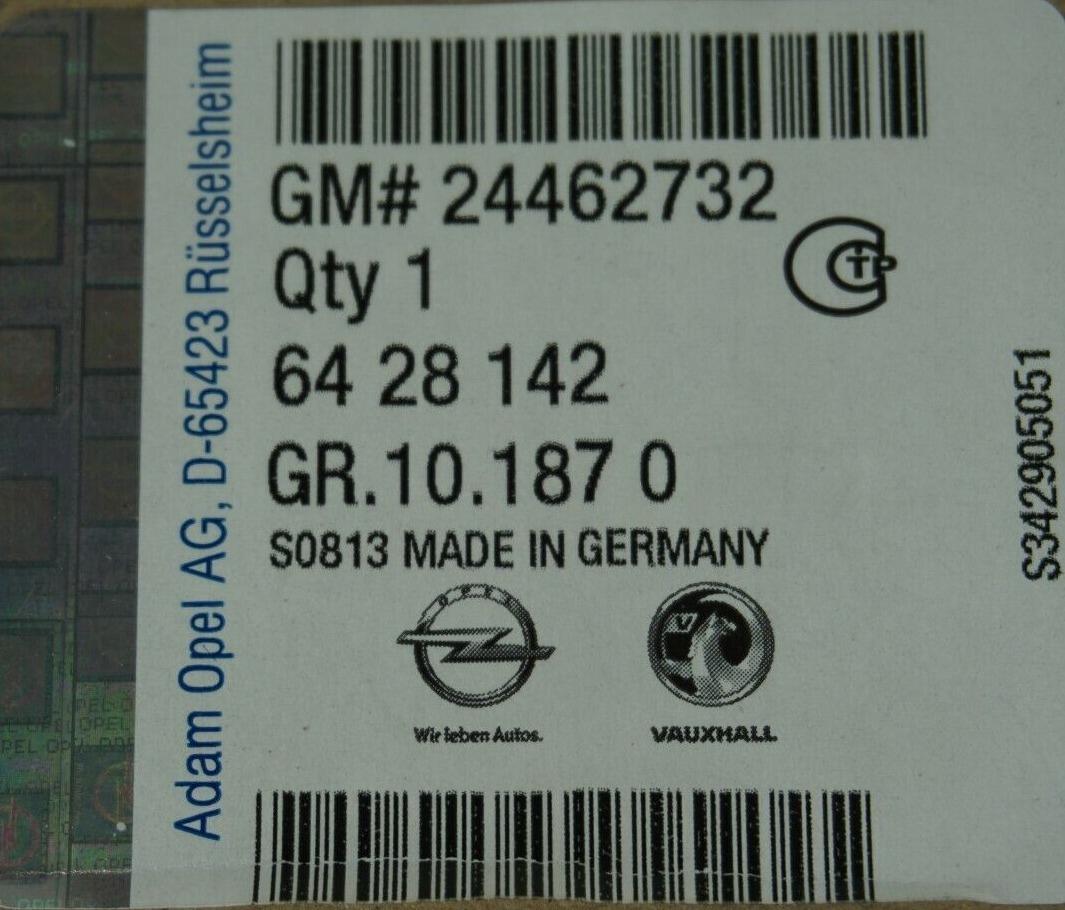 GM# 24462732
Qty 1
64 28 142
GR.10.187 0
S0813 MADE IN GERMANY
OPEL
Wir leben Autos.
V
VAUXHALL
Adam Opel AG, D-65423 Rüsselsheim
S342905051